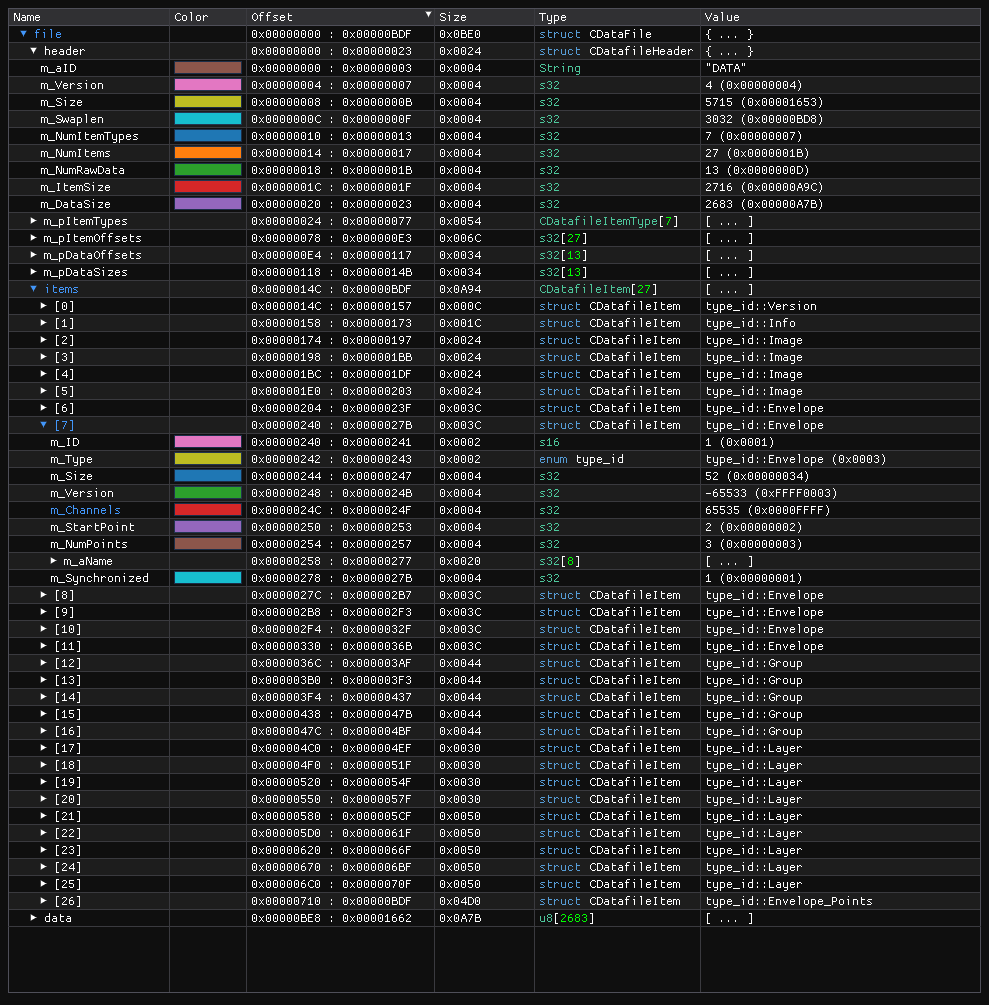 Name Color Offset Size Type Value
file 0x00000000 : 0x00000BDF 0x0BE0 struct CDataFile { ... }
header 0x00000000 : 0x00000023 0x0024 struct CDatafileHeader { ... }
m_aID 0x00000000 : 0x00000003 0x0004 String "DATA"
m_Version 0x00000004 : 0x00000007 0x0004 s32 4 (0x00000004)
m_Size 0x00000008 : 0x0000000B 0x0004 s32 5715 (0x00001653)
m_Swaplen 0x0000000C : 0x0000000F 0x0004 s32 3032 (0x00000BD8)
m_NumItemTypes 0x00000010 : 0x00000013 0x0004 s32 7 (0x00000007)
m_NumItems 0x00000014 : 0x00000017 0x0004 s32 27 (0x0000001B)
m_NumRawData 0x00000018 : 0x0000001B 0x0004 s32 13 (0x0000000D)
m_ItemSize 0x0000001C : 0x0000001F 0x0004 s32 2716 (0x00000A9C)
m_DataSize 0x00000020 : 0x00000023 0x0004 s32 2683 (0x00000A7B)
m_pItemTypes 0x00000024 : 0x00000077 0x0054 CDatafileItemType[7] [ ... ]
m_pItemOffsets 0x00000078 : 0x000000E3 0x006C s32[27] [ ... ]
m_pDataOffsets 0x000000E4 : 0x00000117 0x0034 s32[13] [ ... ]
m_pDataSizes 0x00000118 : 0x0000014B 0x0034 s32[13] [ ... ]
items 0x0000014C : 0x00000BDF 0x0A94 CDatafileItem[27] [ ... ]
[0] 0x0000014C : 0x00000157 0x000C struct CDatafileItem type_id::Version
[1] 0x00000158 : 0x00000173 0x001C struct CDatafileItem type_id::Info
[2] 0x00000174 : 0x00000197 0x0024 struct CDatafileItem type_id::Image
[3] 0x00000198 : 0x000001BB 0x0024 struct CDatafileItem type_id::Image
[4] 0x000001BC : 0x000001DF 0x0024 struct CDatafileItem type_id::Image
[5] 0x000001E0 : 0x00000203 0x0024 struct CDatafileItem type_id::Image
[6] 0x00000204 : 0x0000023F 0x003C struct CDatafileItem type_id::Envelope
[7] 0x00000240 : 0x0000027B 0x003C struct CDatafileItem type_id::Envelope
m_ID 0x00000240 : 0x00000241 0x0002 s16 1 (0x0001)
m_Type 0x00000242 : 0x00000243 0x0002 enum type_id type_id::Envelope (0x0003)
m_Size 0x00000244 : 0x00000247 0x0004 s32 52 (0x00000034)
m_Version 0x00000248 : 0x0000024B 0x0004 s32 -65533 (0xFFFF0003)
m_Channels 0x0000024C : 0x0000024F 0x0004 s32 65535 (0x0000FFFF)
m_StartPoint 0x00000250 : 0x00000253 0x0004 s32 2 (0x00000002)
m_NumPoints 0x00000254 : 0x00000257 0x0004 s32 3 (0x00000003)
m_aName 0x00000258 : 0x00000277 0x0020 s32[8] [ ... ]
m_Synchronized 0x00000278 : 0x0000027B 0x0004 s32 1 (0x00000001)
[8] 0x0000027C : 0x000002B7 0x003C struct CDatafileItem type_id::Envelope
[9] 0x000002B8 : 0x000002F3 0x003C struct CDatafileItem type_id::Envelope
[10] 0x000002F4 : 0x0000032F 0x003C struct CDatafileItem type_id::Envelope
[11] 0x00000330 : 0x0000036B 0x003C struct CDatafileItem type_id::Envelope
[12] 0x0000036C : 0x000003AF 0x0044 struct CDatafileItem type_id::Group
[13] 0x000003B0 : 0x000003F3 0x0044 struct CDatafileItem type_id::Group
[14] 0x000003F4 : 0x00000437 0x0044 struct CDatafileItem type_id::Group
[15] 0x00000438 : 0x0000047B 0x0044 struct CDatafileItem type_id::Group
[16] 0x0000047C : 0x000004BF 0x0044 struct CDatafileItem type_id::Group
[17] 0x000004C0 : 0x000004EF 0x0030 struct CDatafileItem type_id::Layer
[18] 0x000004F0 : 0x0000051F 0x0030 struct CDatafileItem type_id::Layer
[19] 0x00000520 : 0x0000054F 0x0030 struct CDatafileItem type_id::Layer
[20] 0x00000550 : 0x0000057F 0x0030 struct CDatafileItem type_id::Layer
[21] 0x00000580 : 0x000005CF 0x0050 struct CDatafileItem type_id::Layer
[22] 0x000005D0 : 0x0000061F 0x0050 struct CDatafileItem type_id::Layer
[23] 0x00000620 : 0x0000066F 0x0050 struct CDatafileItem type_id::Layer
[24] 0x00000670 : 0x000006BF 0x0050 struct CDatafileItem type_id::Layer
[25] 0x000006C0 : 0x0000070F 0x0050 struct CDatafileItem type_id::Layer
[26] 0x00000710 : 0x00000BDF 0x04D0 struct CDatafileItem type_id::Envelope_Points
data 0x00000BE8 : 0x00001662 0x0A7B u8[2683] [ ... ]